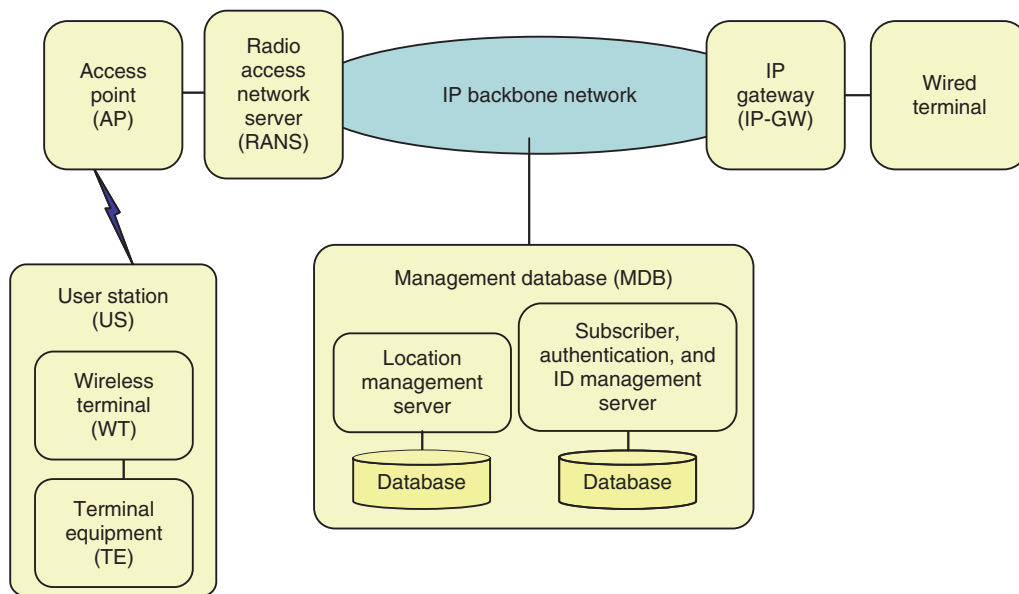 Access
point
(AP)
Radio
access
network
server
(RANS)
IP backbone network
IP
gateway
(IP-GW)
Wired
terminal
User station
(US)
Wireless
terminal
(WT)
Terminal
equipment
(TE)
Management database (MDB)
Location
management
server
Database
Subscriber,
authentication, and
ID management
server
Database